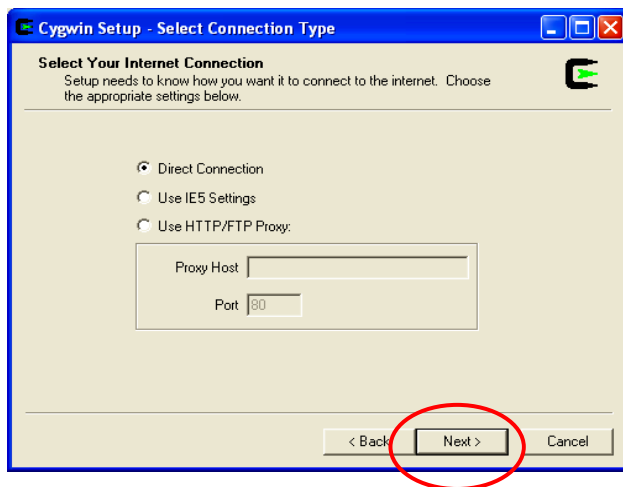 Cygwin Setup - Select Connection Type
Select Your Internet Connection
Setup needs to know how you want it to connect to the internet. Choose
the appropriate settings below.
Direct Connection
Use IE5 Settings
Use HTTP/FTP Proxy:
Proxy Host
Port 80
< Back Next > Cancel